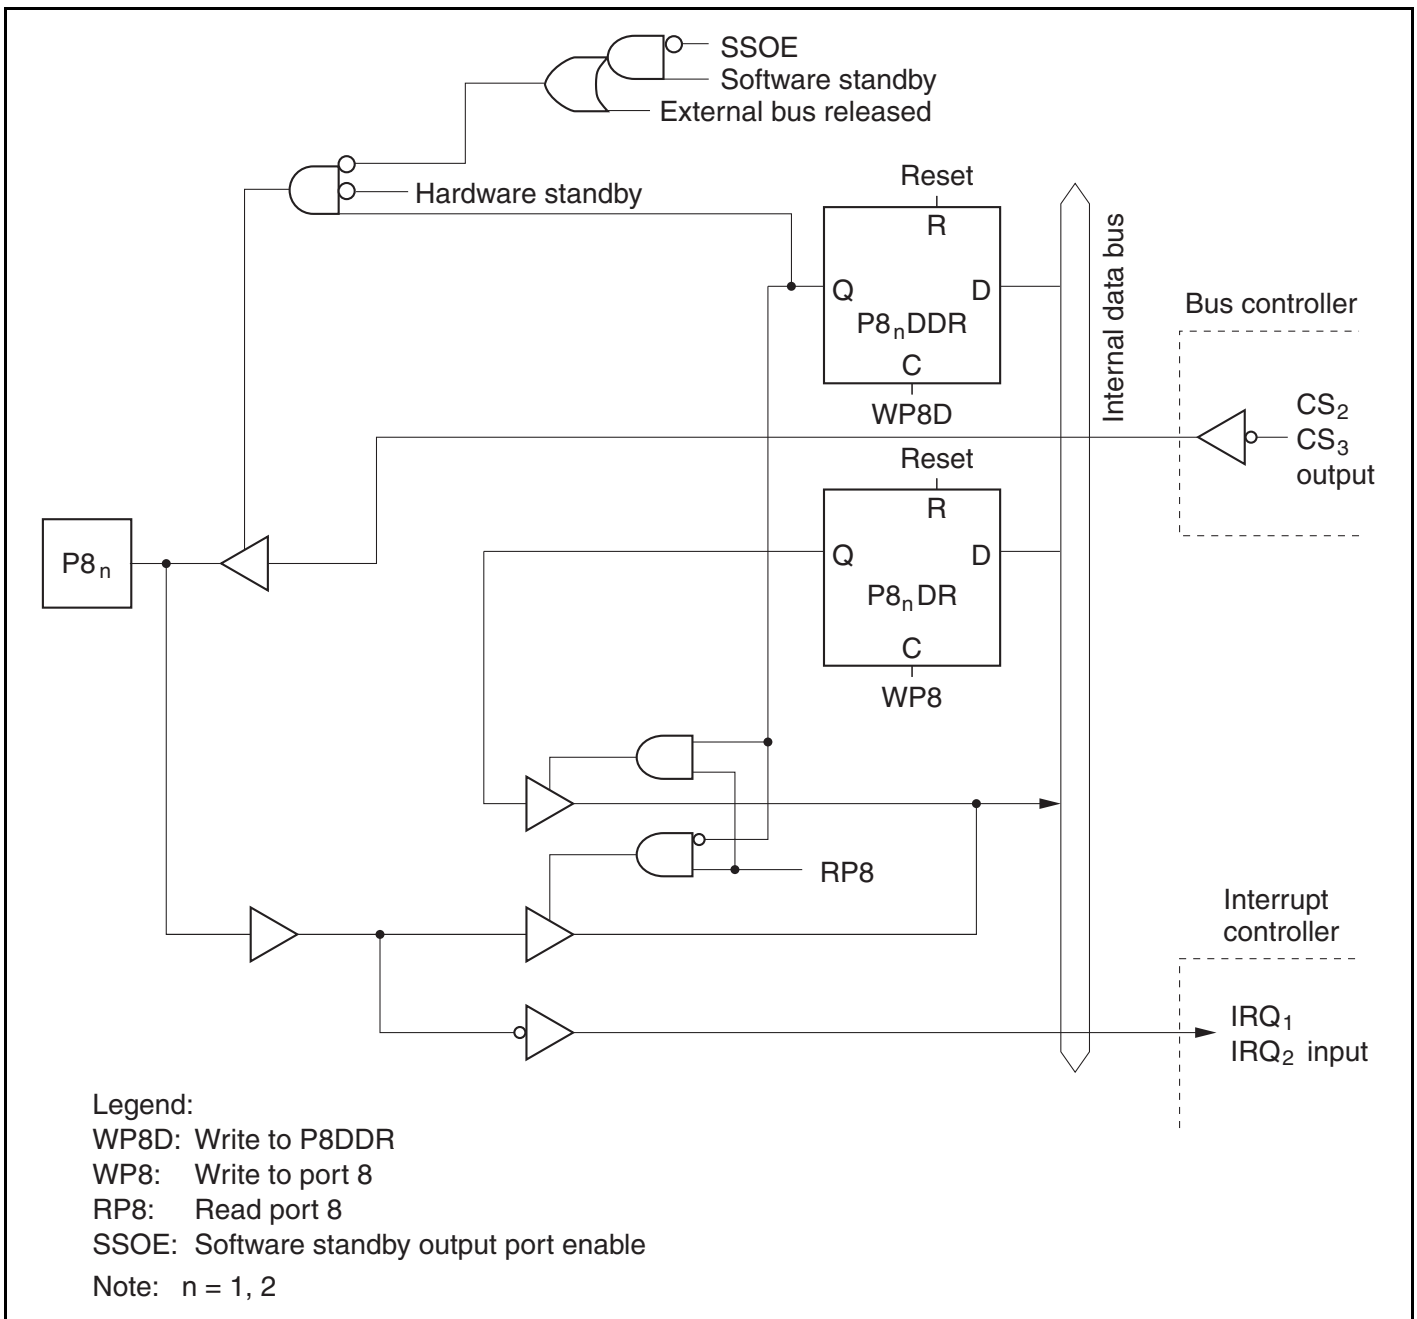 SSOE
Software standby
External bus released
Hardware standby
Reset
R
Q
D
P8nDDR
C
WP8D
Internal data bus
Bus controller
CS2
CS3
output
Reset
R
Q
D
P8nDR
C
WP8
P8n
RP8
Interrupt
controller
IRQ1
IRQ2 input
Legend:
WP8D: Write to P8DDR
WP8: Write to port 8
RP8: Read port 8
SSOE: Software standby output port enable
Note: n = 1, 2